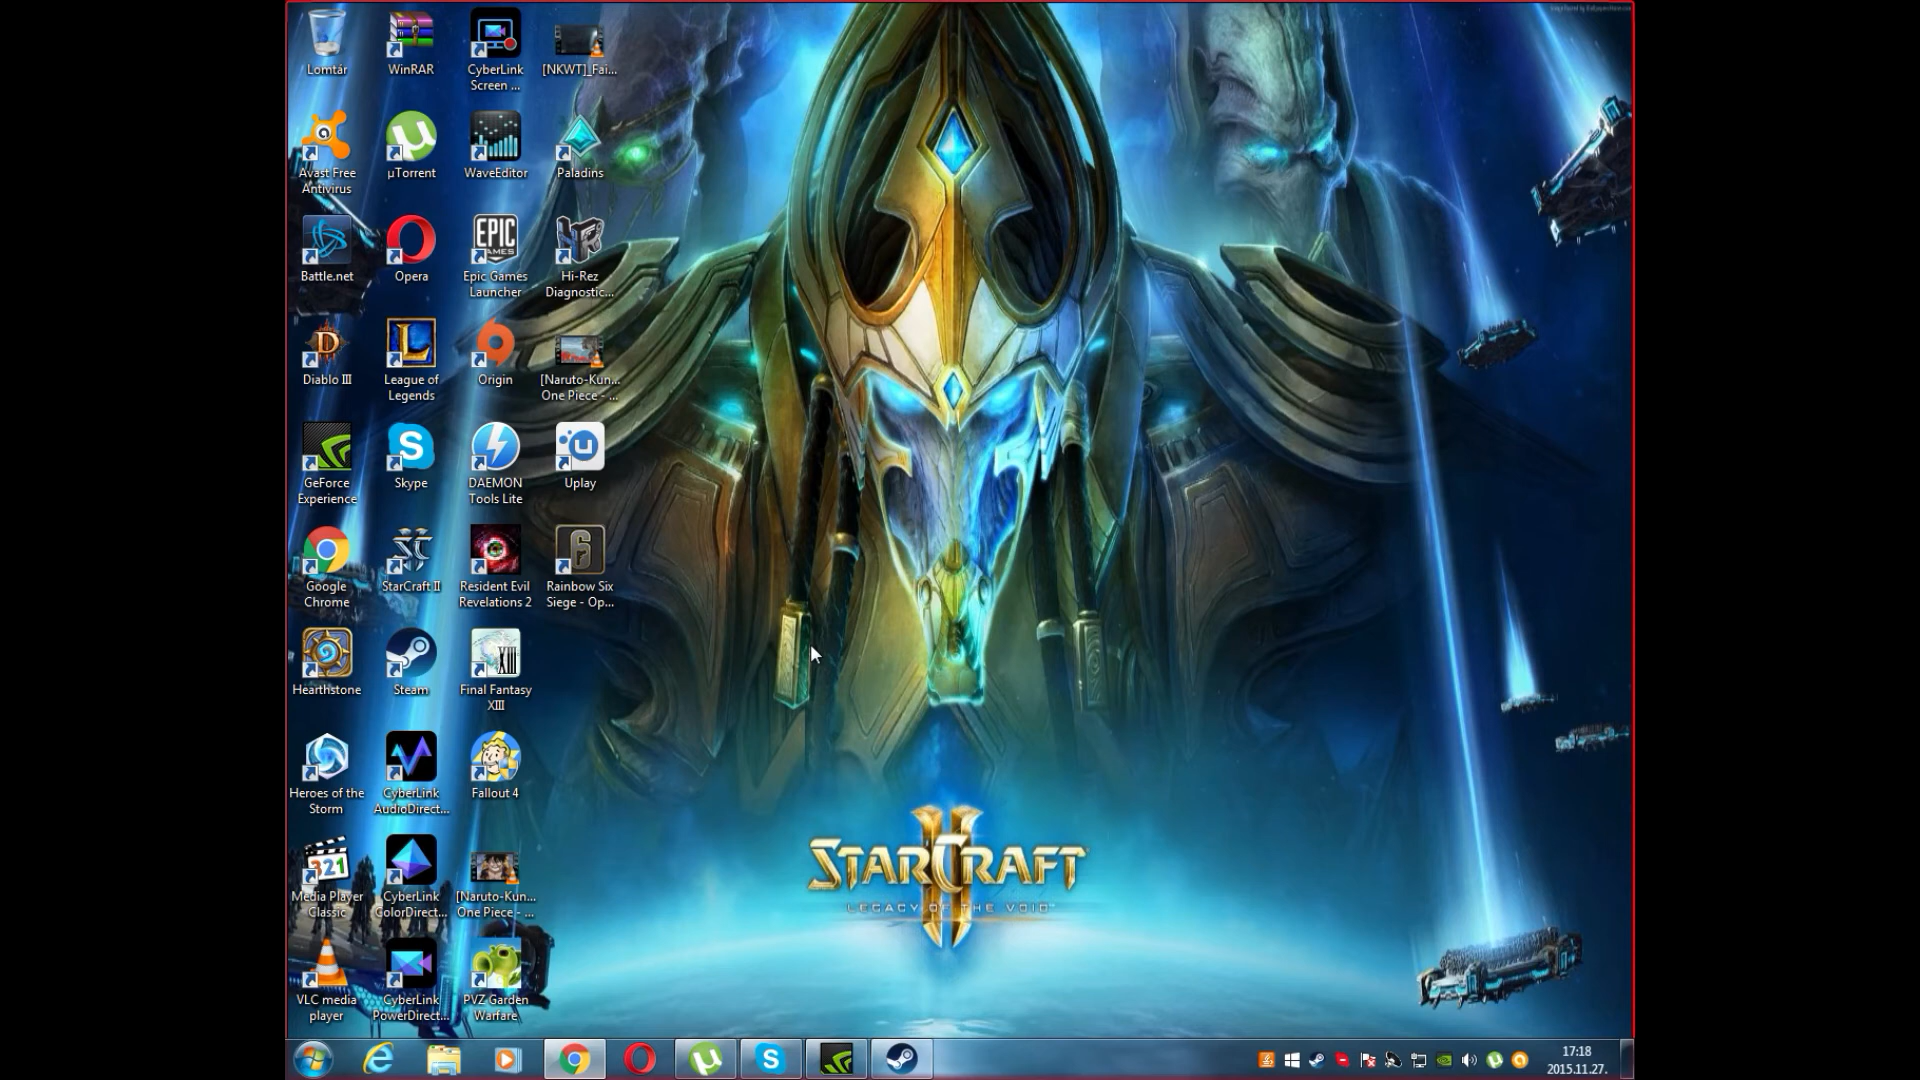 Lomtár
WinRAR
CyberLink
Screen ...
[NKWT]_Fai...
Avast Free
Antivirus
µTorrent
WaveEditor
Paladins
Battle.net
Opera
EPIC
GAMES
Epic Games
Launcher
Hi-Rez
Diagnostic...
Diablo III
League of
Legends
Origin
[Naruto-Kun...
One Piece - ...
GeForce
Experience
Skype
DAEMON
Tools Lite
Uplay
Google
Chrome
StarCraft II
Resident Evil
Revelations 2
Rainbow Six
Siege - Op...
Hearthstone
Steam
XIII
Final Fantasy
XIII
Heroes of the
Storm
CyberLink
AudioDirect...
Fallout 4
321
Media Player
Classic
CyberLink
ColorDirect...
[Naruto-Kun...
One Piece - ...
VLC media
player
CyberLink
PowerDirect...
PVZ Garden
Warfare
STARCRAFT
II
LEGACY OF THE VOID
17:18
2015.11.27.